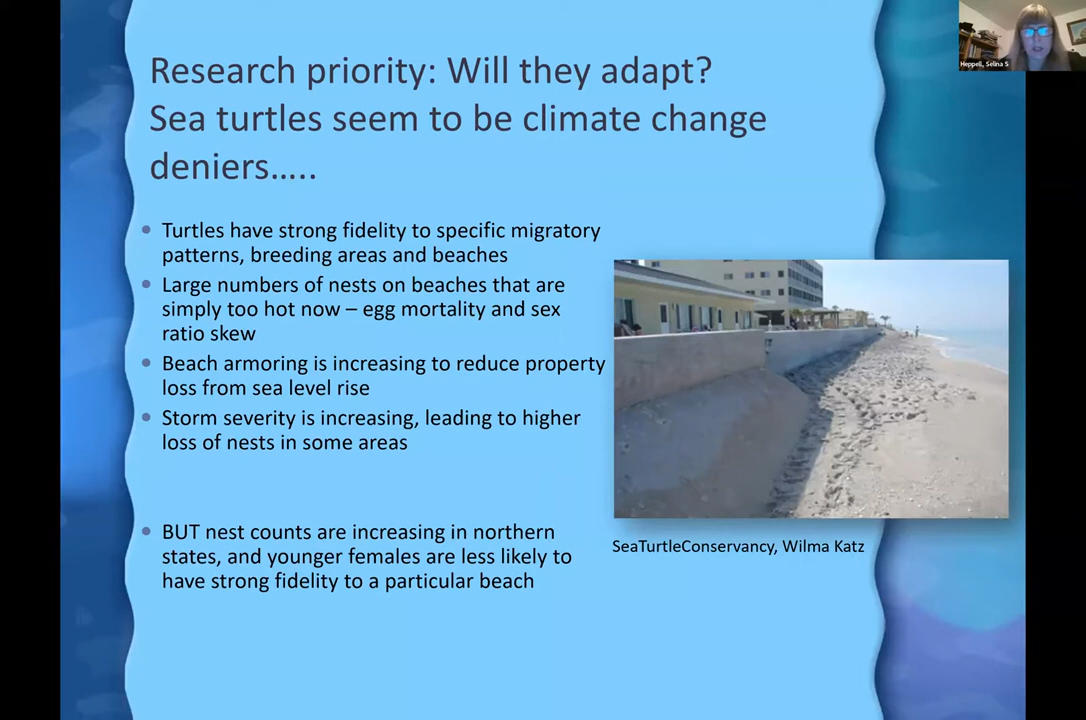 Heppell, Selina S
Research priority: Will they adapt?
Sea turtles seem to be climate change
deniers…..
• Turtles have strong fidelity to specific migratory
patterns, breeding areas and beaches
• Large numbers of nests on beaches that are
simply too hot now – egg mortality and sex
ratio skew
• Beach armoring is increasing to reduce property
loss from sea level rise
• Storm severity is increasing, leading to higher
loss of nests in some areas
• BUT nest counts are increasing in northern
states, and younger females are less likely to
have strong fidelity to a particular beach
SeaTurtleConservancy, Wilma Katz